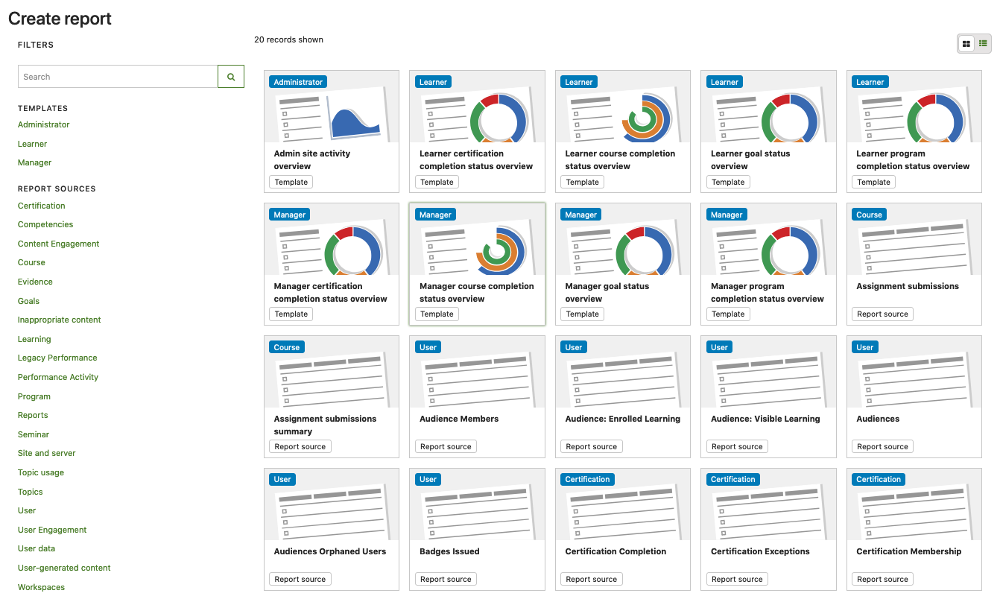 Create report
FILTERS
20 records shown
Search
TEMPLATES
Administrator
Learner
Manager
REPORT SOURCES
Certification
Competencies
Content Engagement
Course
Evidence
Goals
Inappropriate content
Learning
Legacy Performance
Performance Activity
Program
Reports
Seminar
Site and server
Topic usage
Topics
User
User Engagement
User data
User-generated content
Workspaces
Administrator
Admin site activity
overview
Template
Learner
Learner certification
completion status overview
Template
Learner
Learner course completion
status overview
Template
Learner
Learner goal status
overview
Template
Learner
Learner program
completion status overview
Template
Manager
Manager certification
completion status overview
Template
Manager
Manager course completion
status overview
Template
Manager
Manager goal status
overview
Template
Manager
Manager program
completion status overview
Template
Course
Assignment submissions
Report source
Course
Assignment submissions
summary
Report source
User
Audience Members
Report source
User
Audience: Enrolled Learning
Report source
User
Audience: Visible Learning
Report source
User
Audiences
Report source
User
Audiences Orphaned Users
Report source
User
Badges Issued
Report source
Certification
Certification Completion
Report source
Certification
Certification Exceptions
Report source
Certification
Certification Membership
Report source